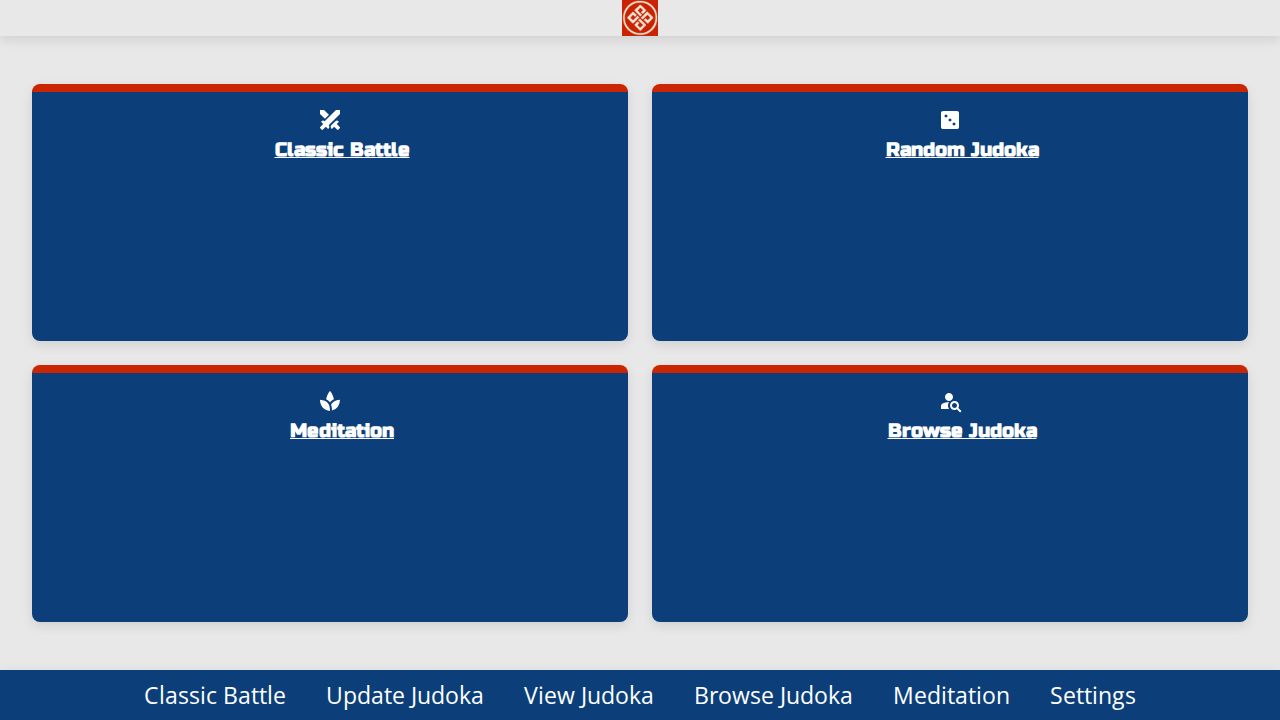 Classic Battle
Random Judoka
Meditation
Browse Judoka
Classic Battle Update Judoka View Judoka Browse Judoka Meditation Settings